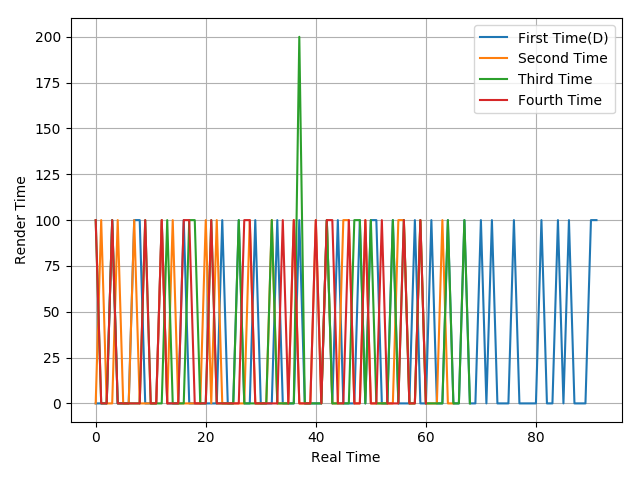 First Time(D)
Second Time
Third Time
Fourth Time
200
175
150
125
100
75
50
25
0
Render Time
0 20 40 60 80
Real Time